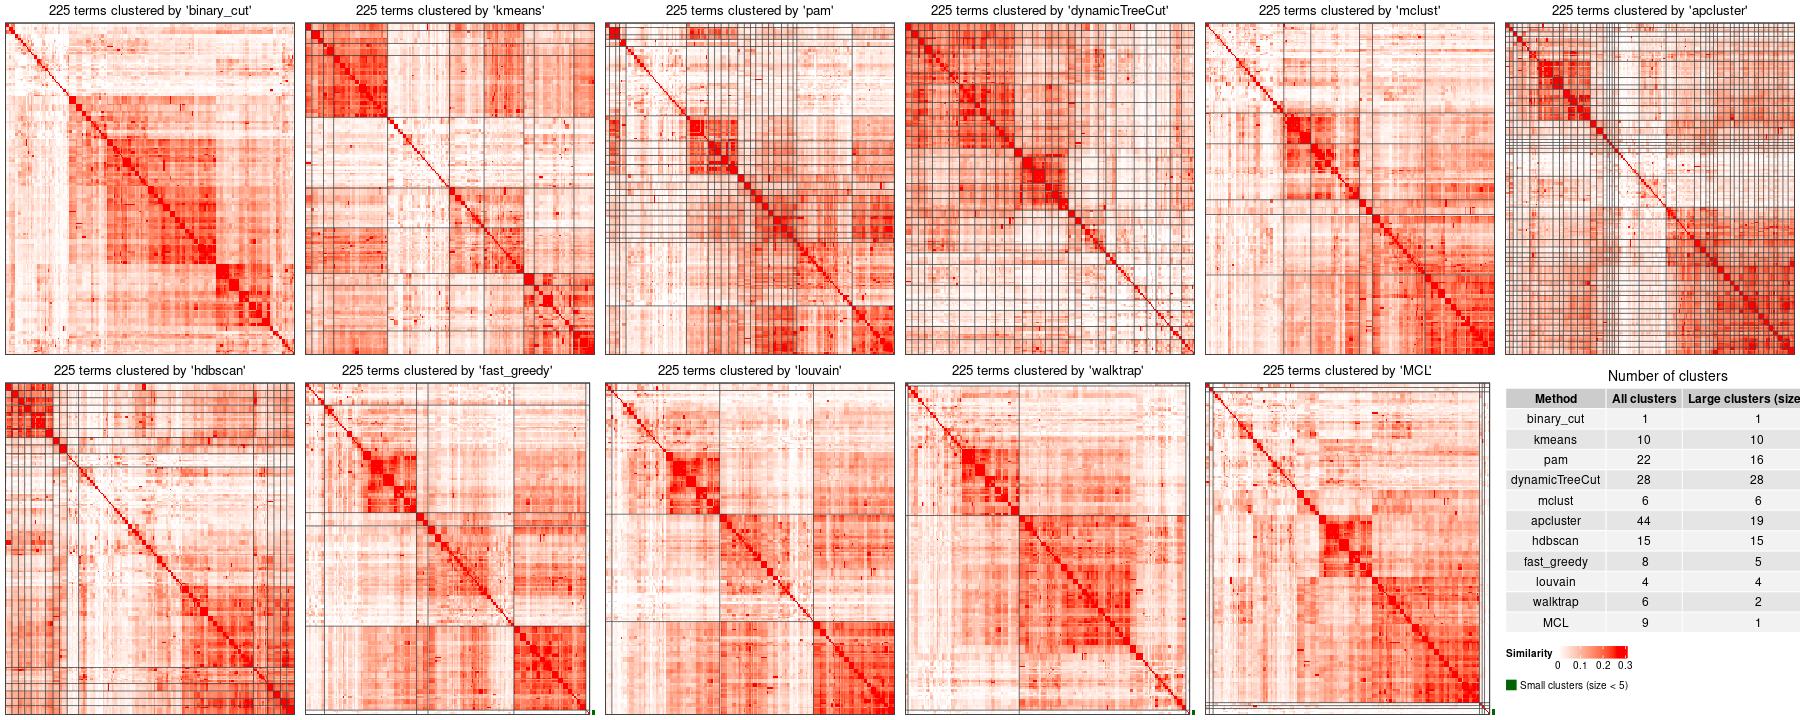 225 terms clustered by 'binary_cut'
225 terms clustered by 'kmeans'
225 terms clustered by 'pam'
225 terms clustered by 'dynamicTreeCut'
225 terms clustered by 'mclust'
225 terms clustered by 'apcluster'
225 terms clustered by 'hdbscan'
225 terms clustered by 'fast_greedy'
225 terms clustered by 'louvain'
225 terms clustered by 'walktrap'
225 terms clustered by 'MCL'
Number of clusters
Method All clusters Large clusters (size
binary_cut 1 1
kmeans 10 10
pam 22 16
dynamicTreeCut 28 28
mclust 6 6
apcluster 44 19
hdbscan 15 15
fast_greedy 8 5
louvain 4 4
walktrap 6 2
MCL 9 1
Similarity
0 0.1 0.2 0.3
Small clusters (size < 5)